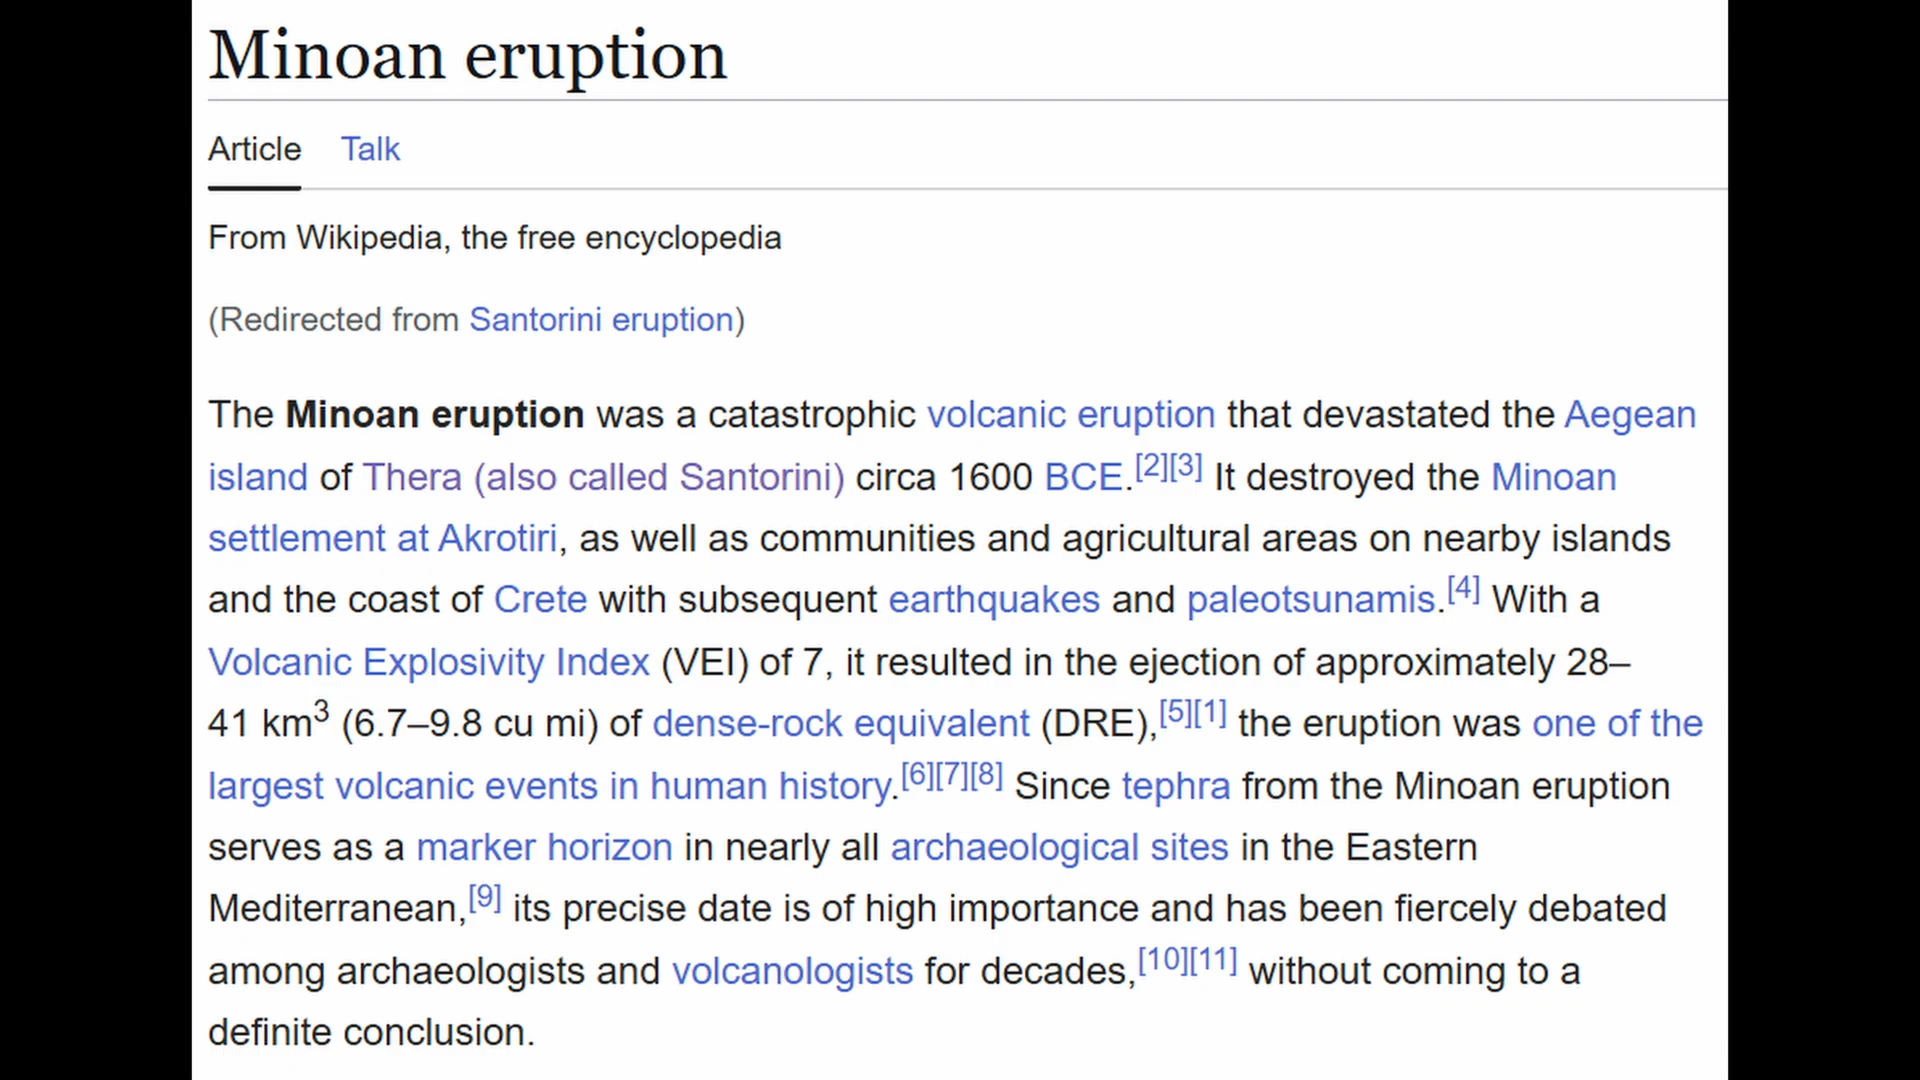 Minoan eruption
Article Talk
From Wikipedia, the free encyclopedia
(Redirected from Santorini eruption)
The Minoan eruption was a catastrophic volcanic eruption that devastated the Aegean
island of Thera (also called Santorini) circa 1600 BCE.[2][3] It destroyed the Minoan
settlement at Akrotiri, as well as communities and agricultural areas on nearby islands
and the coast of Crete with subsequent earthquakes and paleotsunamis.[4] With a
Volcanic Explosivity Index (VEI) of 7, it resulted in the ejection of approximately 28–
41 km³ (6.7–9.8 cu mi) of dense-rock equivalent (DRE),[5][1] the eruption was one of the
largest volcanic events in human history.[6][7][8] Since tephra from the Minoan eruption
serves as a marker horizon in nearly all archaeological sites in the Eastern
Mediterranean,[9] its precise date is of high importance and has been fiercely debated
among archaeologists and volcanologists for decades,[10][11] without coming to a
definite conclusion.